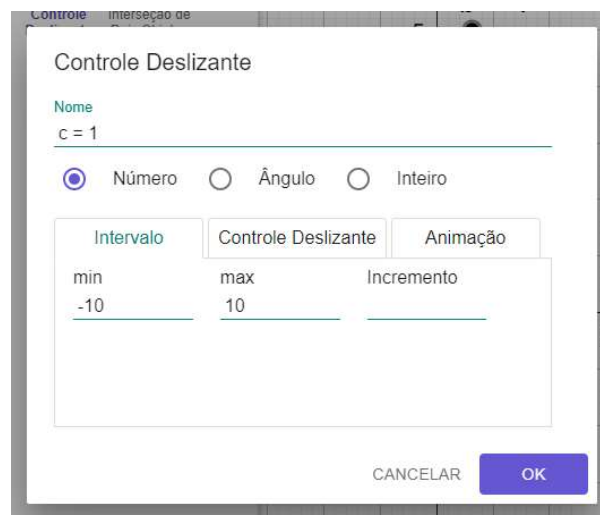 Controle Interseção de
Controle Deslizante
Nome
c = 1
Número Ângulo Inteiro
Intervalo Controle Deslizante Animação
min max Incremento
-10 10
CANCELAR OK